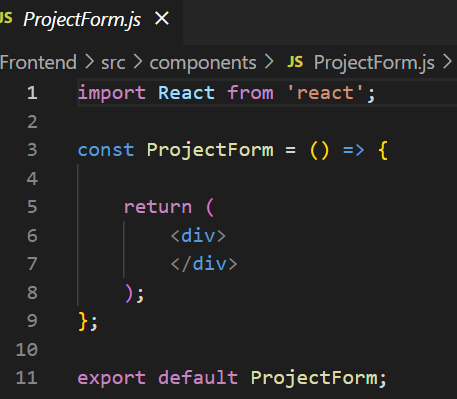 JS ProjectForm.js ×
Frontend > src > components > JS ProjectForm.js >
1 import React from 'react';
2
3 const ProjectForm = () => {
4
5     return (
6         <div>
7         </div>
8     );
9 };
10
11 export default ProjectForm;